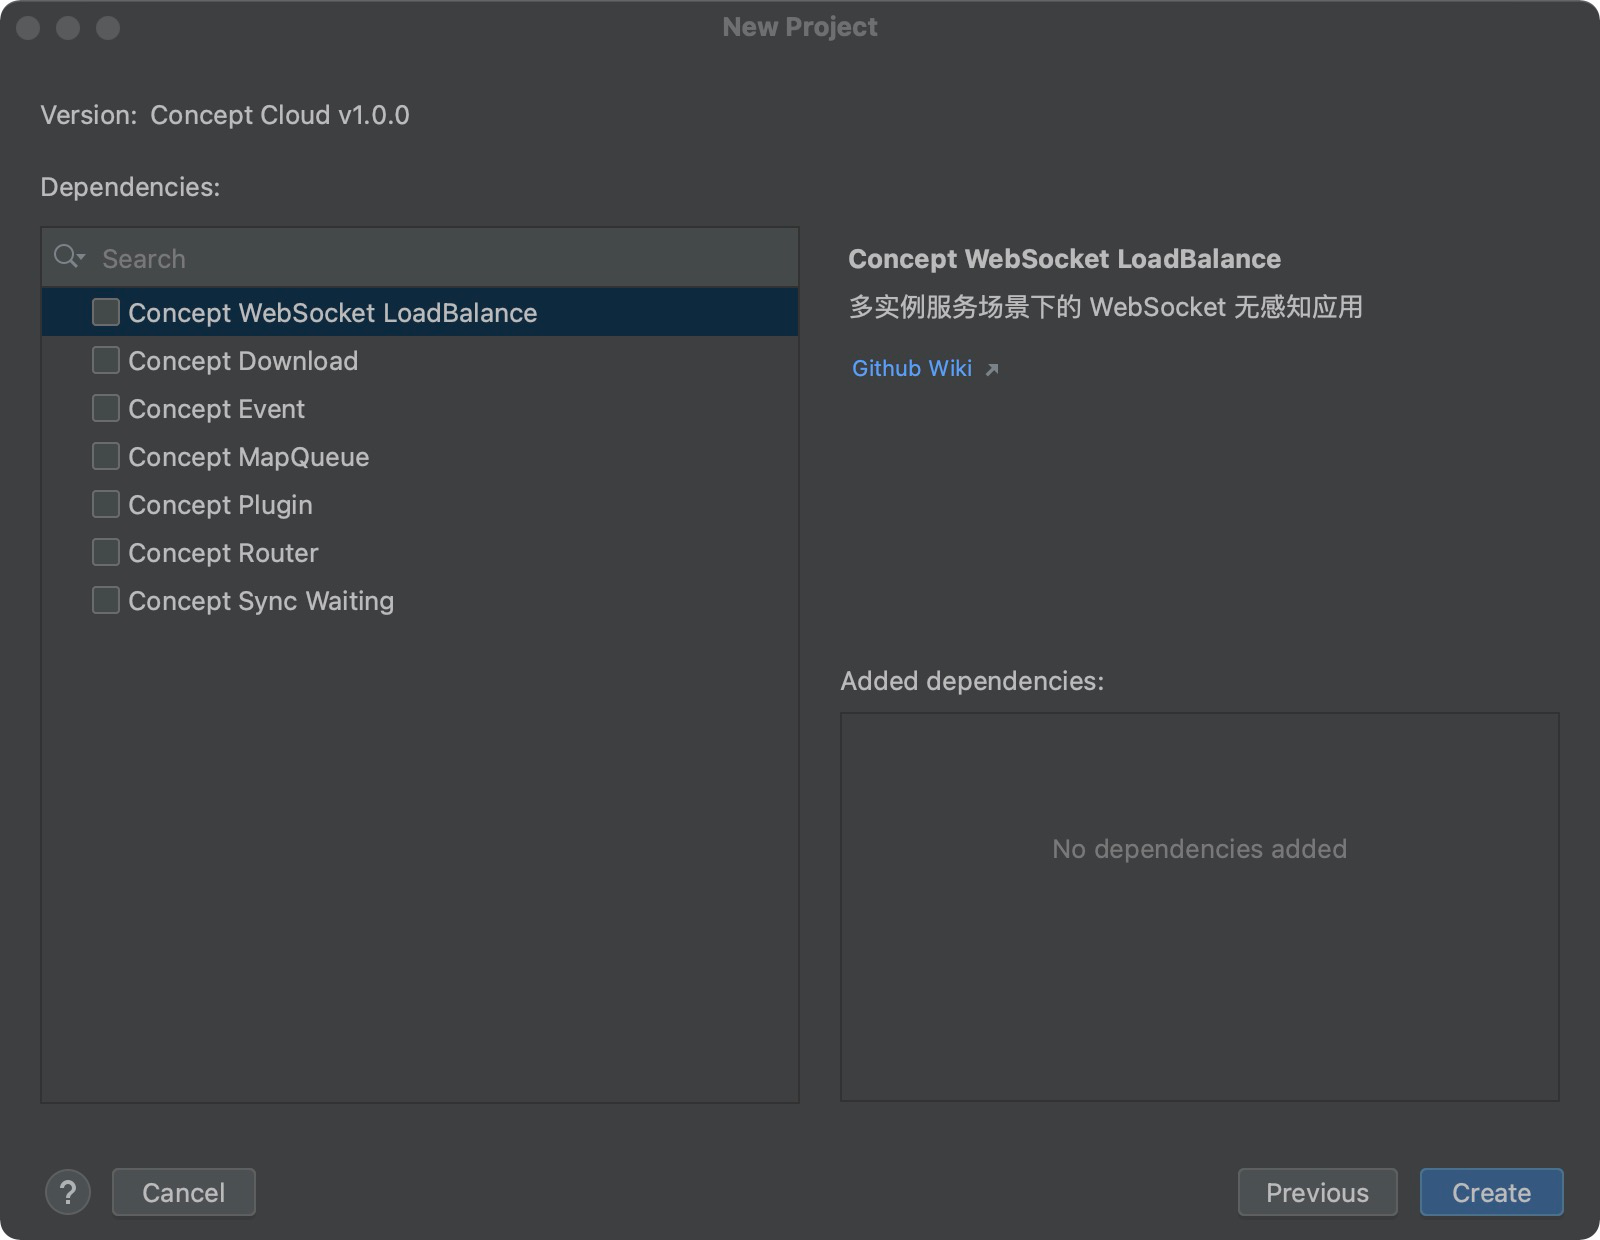 New Project
Version: Concept Cloud v1.0.0
Dependencies:
Search
Concept WebSocket LoadBalance
Concept Download
Concept Event
Concept MapQueue
Concept Plugin
Concept Router
Concept Sync Waiting
Concept WebSocket LoadBalance
多实例服务场景下的 WebSocket 无感知应用
Github Wiki
Added dependencies:
No dependencies added
?
Cancel
Previous
Create